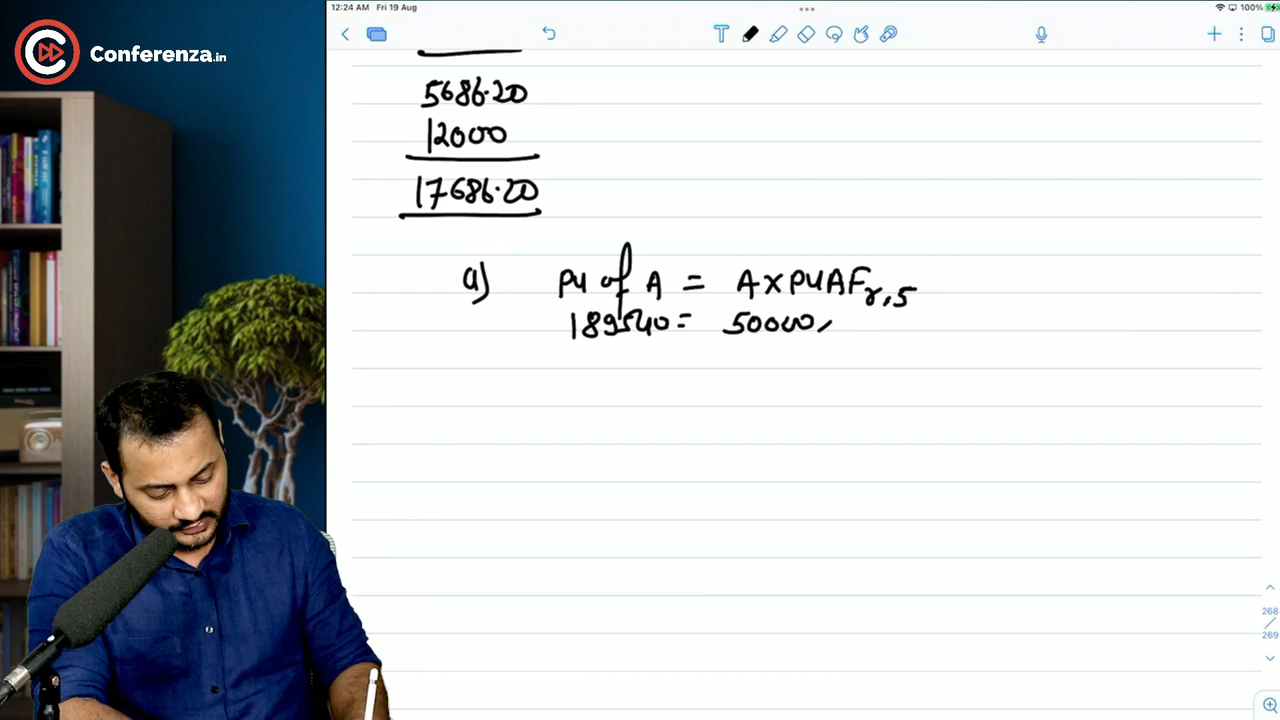 12:24 AM Fri 19 Aug
100%
Conferenza.in
5686.20
12000
17686.20
a) PV of A = A x PVAF r, 5
189540 = 50000
268
269